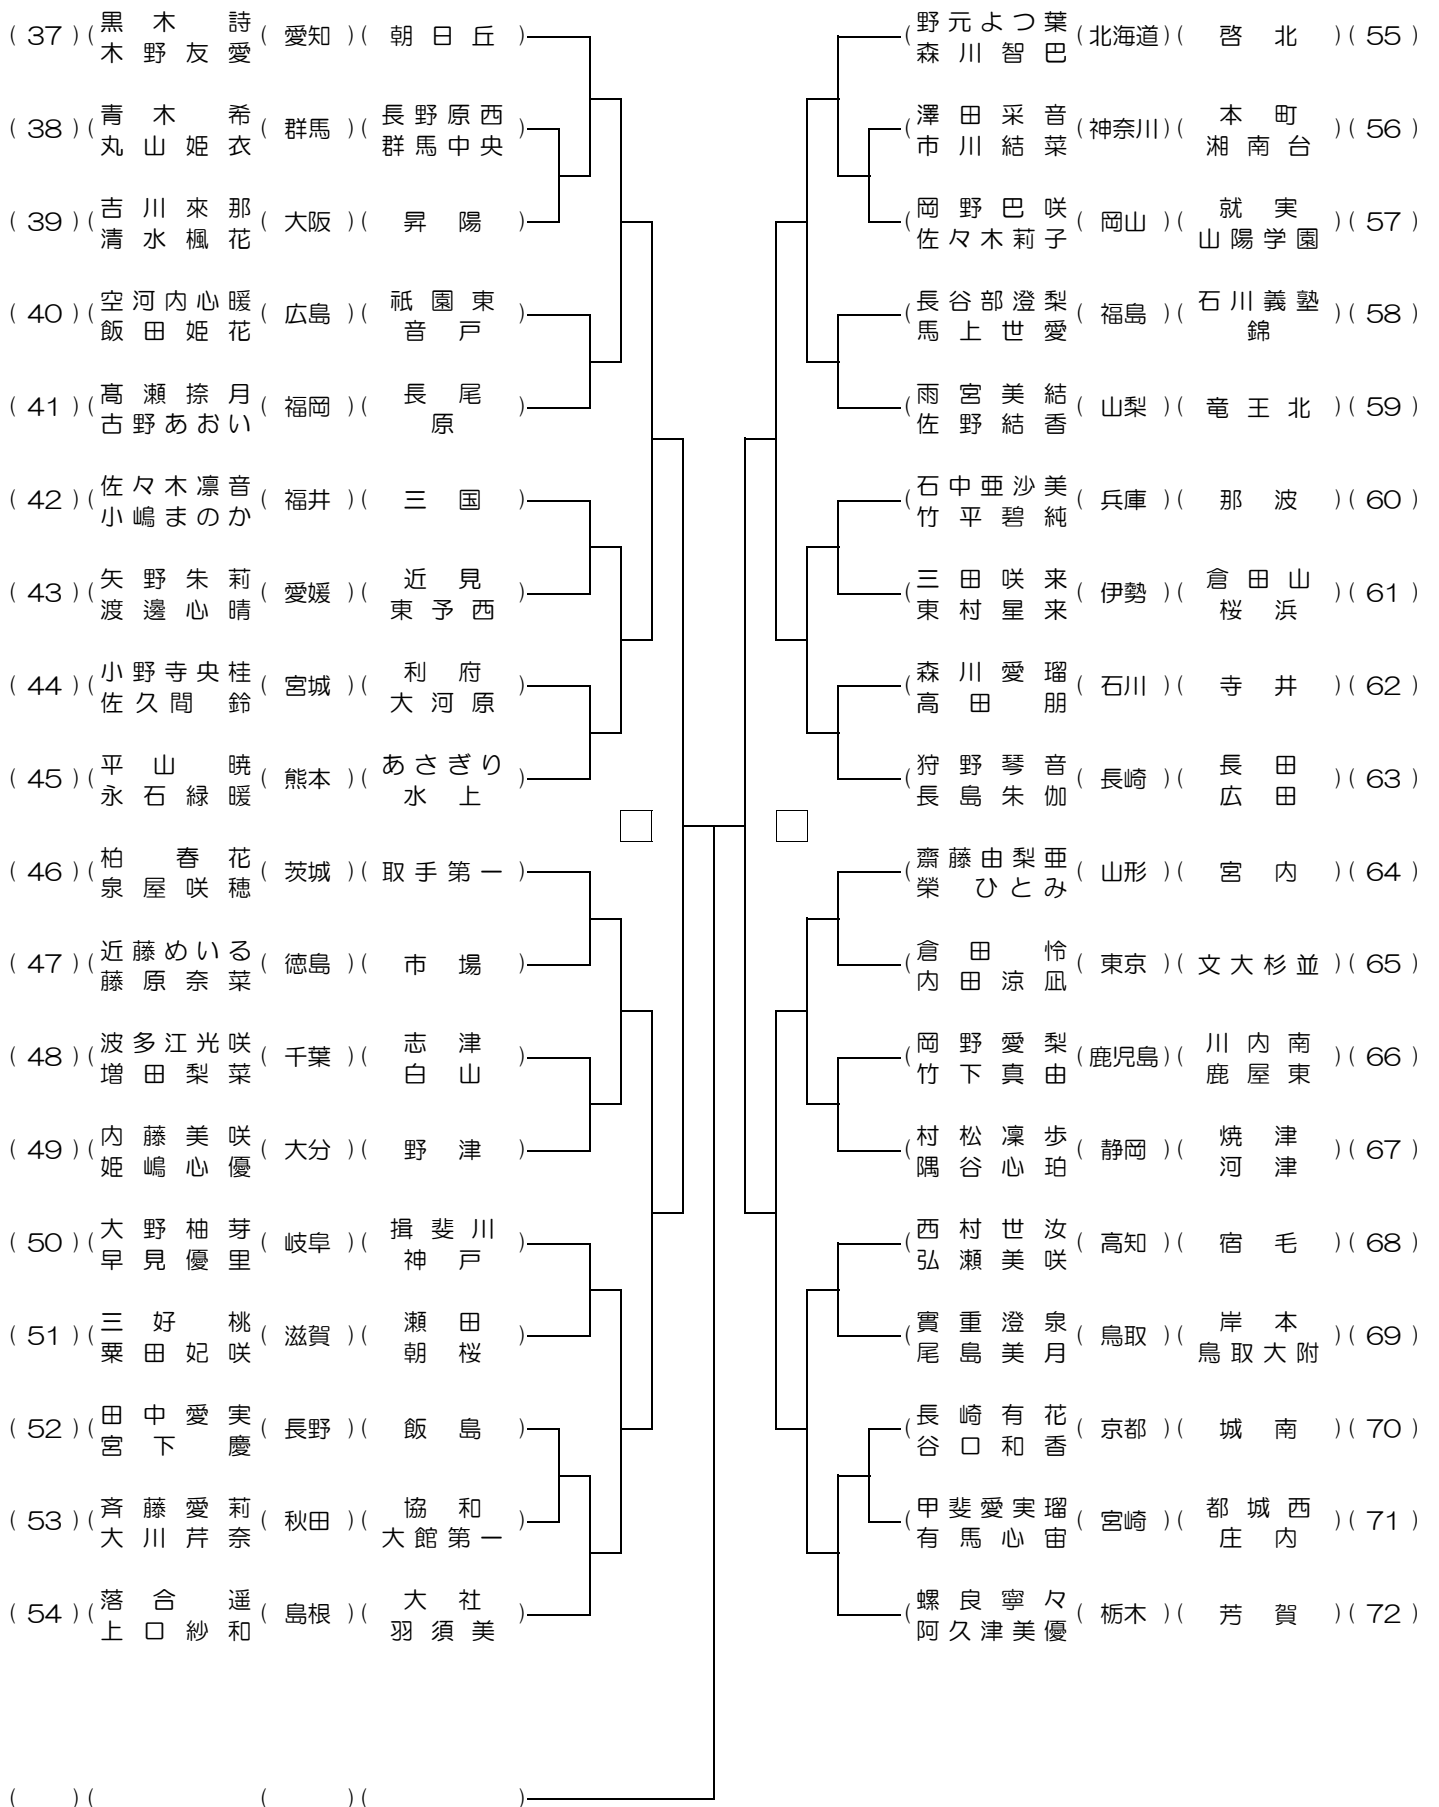 (37)(黒木 詩 (愛知)(朝日丘)
木野友愛
(38)(青木 希 (群馬)(長野原西)
丸山姫衣 群馬中央
(39)(吉川來那 (大阪)(昇陽)
清水楓花
(40)(空河内心暖 (広島)(祇園東)
飯田姫花 音戸
(41)(髙瀬捺月 (福岡)(長尾)
古野あおい 原
(42)(佐々木凛音 (福井)(三国)
小嶋まのか
(43)(矢野朱莉 (愛媛)(近見)
渡邊心晴 東予西
(44)(小野寺央桂 (宮城)(利府)
佐久間 鈴 大河原
(45)(平山 暁 (熊本)(あさぎり)
永石緑暖 水上
(46)(柏 春花 (茨城)(取手第一)
泉屋咲穂
(47)(近藤めいる (徳島)(市場)
藤原奈菜
(48)(波多江光咲 (千葉)(志津)
増田梨菜 白山
(49)(内藤美咲 (大分)(野津)
姫嶋心優
(50)(大野柚芽 (岐阜)(揖斐川)
早見優里 神戸
(51)(三好 桃 (滋賀)(瀬田)
粟田妃咲 朝桜
(52)(田中愛実 (長野)(飯島)
宮下 慶
(53)(斉藤愛莉 (秋田)(協和)
大川芹奈 大館第一
(54)(落合 遥 (島根)(大社)
上口紗和 羽須美
( )( ( )( )
(野元よつ葉 (北海道)(啓北)(55)
森川智巴
(澤田采音 (神奈川)(本町)(56)
市川結菜 湘南台
(岡野巴咲 (岡山)(就実)(57)
佐々木莉子 山陽学園
(長谷部澄梨 (福島)(石川義塾)(58)
馬上世愛 錦
(雨宮美結 (山梨)(竜王北)(59)
佐野結香
(石中亜沙美 (兵庫)(那波)(60)
竹平碧純
(三田咲来 (伊勢)(倉田山)(61)
東村星来 桜浜
(森川愛瑠 (石川)(寺井)(62)
高田 朋
(狩野琴音 (長崎)(長田)(63)
長島朱伽 広田
(齋藤由梨亜 (山形)(宮内)(64)
榮 ひとみ
(倉田 怜 (東京)(文大杉並)(65)
内田涼凪
(岡野愛梨 (鹿児島)(川内南)(66)
竹下真由 鹿屋東
(村松凜歩 (静岡)(焼津)(67)
隅谷心珀 河津
(西村世汝 (高知)(宿毛)(68)
弘瀬美咲
(實重澄泉 (鳥取)(岸本)(69)
尾島美月 鳥取大附
(長崎有花 (京都)(城南)(70)
谷口和香
(甲斐愛実瑠 (宮崎)(都城西)(71)
有馬心宙 庄内
(螺良寧々 (栃木)(芳賀)(72)
阿久津美優